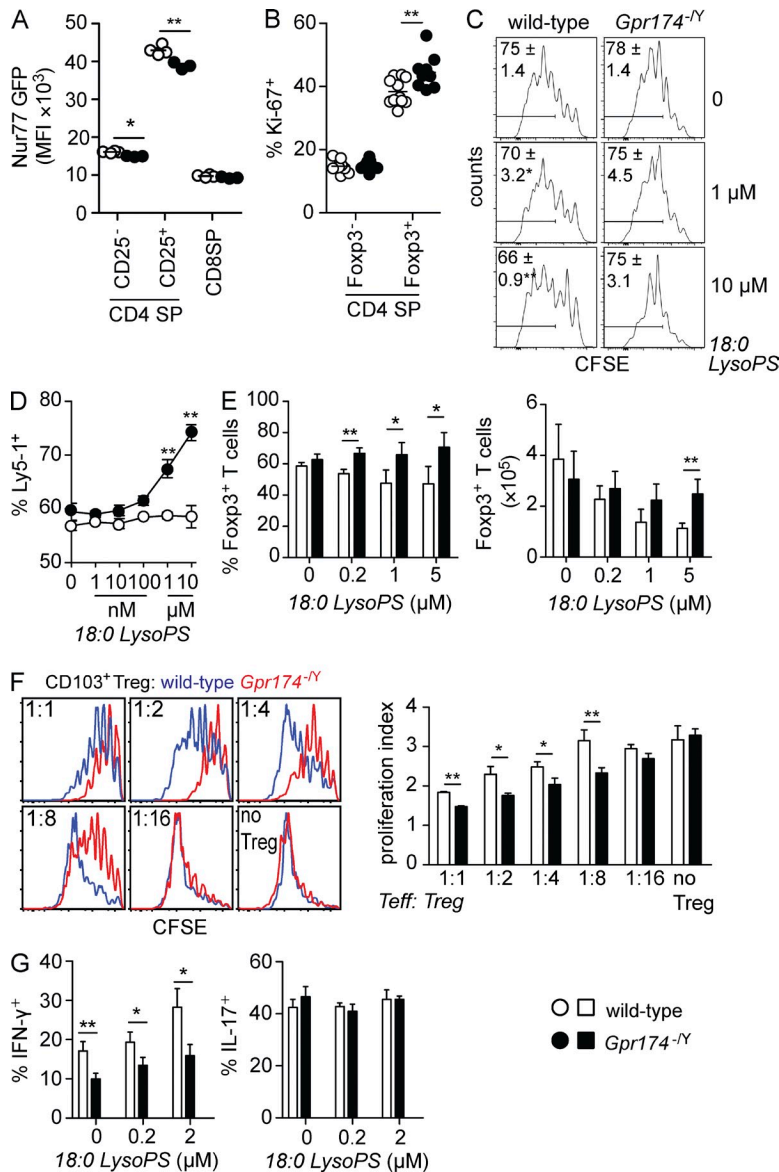 A
Nur77 GFP
(MFI ×10³)
50
40
30
20
10
0
*
**
CD25⁻
CD25⁺
CD8SP
CD4 SP
B
% Ki-67⁺
60
40
20
0
**
Foxp3⁻
Foxp3⁺
CD4 SP
C
wild-type
Gpr174⁻/ʸ
75 ±
1.4
78 ±
1.4
0
70 ±
3.2*
75 ±
4.5
1 µM
66 ±
0.9**
75 ±
3.1
10 µM
counts
CFSE
18:0
LysoPS
D
% Ly5-1⁺
80
70
60
50
**
**
0 1 10 100 1 10
nM µM
18:0 LysoPS
E
% Foxp3⁺ T cells
100
80
60
40
20
0
**
*
*
0 0.2 1 5
18:0 LysoPS (µM)
Foxp3⁺ T cells
(×10⁵)
6
4
2
0
**
0 0.2 1 5
18:0 LysoPS (µM)
F
CD103⁺ Treg: wild-type Gpr174⁻/ʸ
1:1
1:2
1:4
1:8
1:16
no
Treg
CFSE
proliferation index
4
3
2
1
0
**
*
*
**
1:1 1:2 1:4 1:8 1:16 no
Teff: Treg Treg
G
% IFN-γ⁺
40
30
20
10
0
**
*
*
0 0.2 2
18:0 LysoPS (µM)
% IL-17⁺
60
40
20
0
0 0.2 2
18:0 LysoPS (µM)
wild-type
Gpr174⁻/ʸ